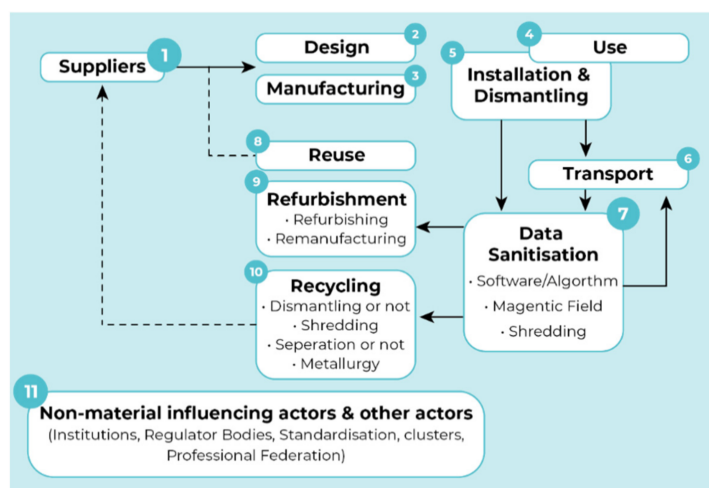 1
Suppliers
2
Design
3
Manufacturing
4
Use
5
Installation &
Dismantling
6
Transport
7
Data
Sanitisation
· Software/Algorthm
· Magentic Field
· Shredding
8
Reuse
9
Refurbishment
· Refurbishing
· Remanufacturing
10
Recycling
· Dismantling or not
· Shredding
· Seperation or not
· Metallurgy
11
Non-material influencing actors & other actors
(Institutions, Regulator Bodies, Standardisation, clusters,
Professional Federation)